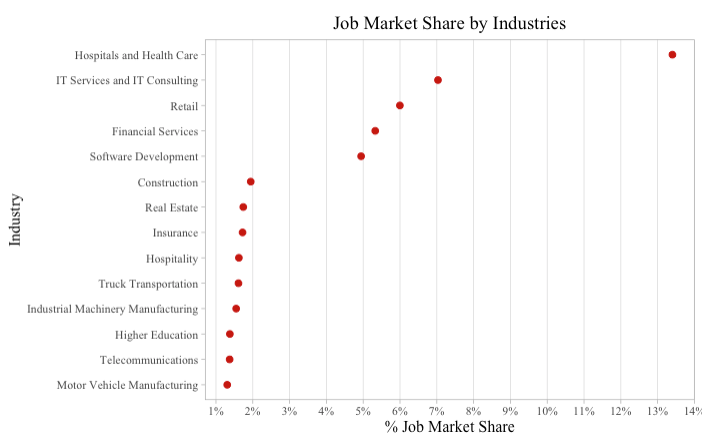 Job Market Share by Industries
Industry
Hospitals and Health Care
IT Services and IT Consulting
Retail
Financial Services
Software Development
Construction
Real Estate
Insurance
Hospitality
Truck Transportation
Industrial Machinery Manufacturing
Higher Education
Telecommunications
Motor Vehicle Manufacturing
1% 2% 3% 4% 5% 6% 7% 8% 9% 10% 11% 12% 13% 14%
% Job Market Share